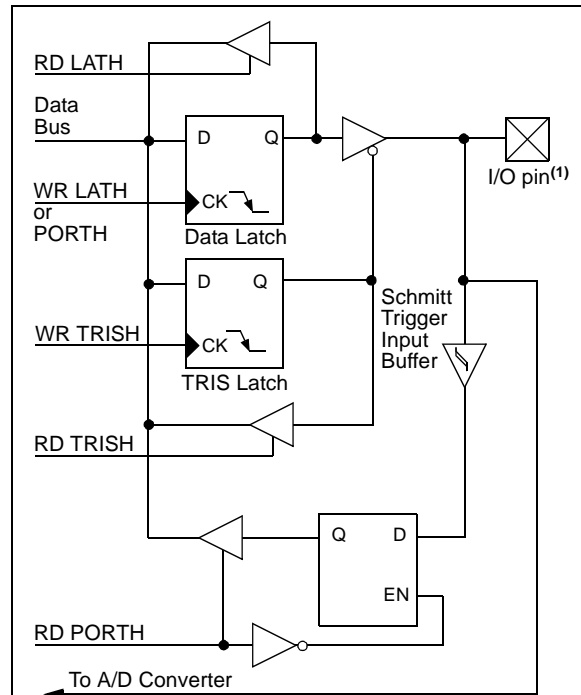 RD LATH
Data
Bus
D Q
WR LATH
or
PORTH
CK
Data Latch
I/O pin(1)
D Q
WR TRISH
CK
TRIS Latch
Schmitt
Trigger
Input
Buffer
RD TRISH
Q D
EN
RD PORTH
To A/D Converter